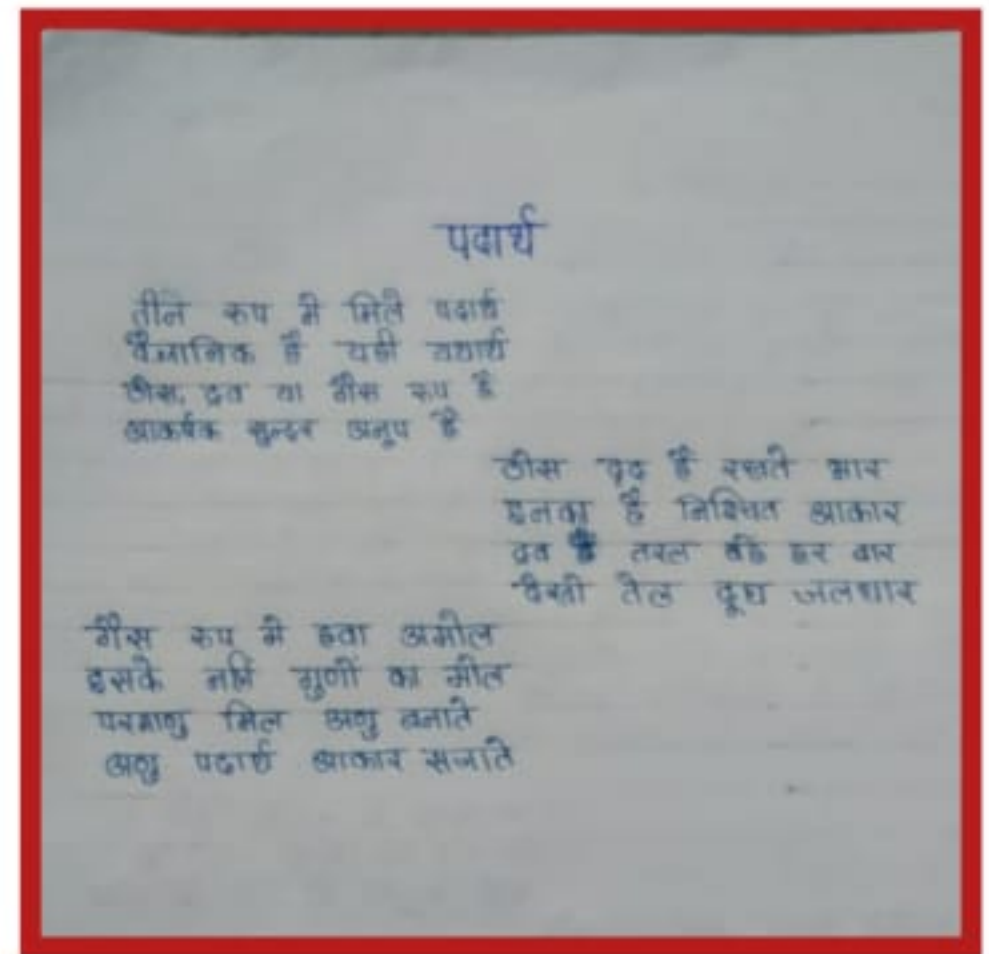 पदार्थ
तीन रूप में मिले पदार्थ
वैज्ञानिक है यही यथार्थ
ठोस, द्रव या गैस रूप है
आकर्षक सुन्दर अनूप है
ठोस दृढ़ है रखते भार
इनका है निश्चित आकार
द्रव है तरल बहे हर बार
जैसी तेल दूध जलधार
गैस रूप में हवा अमोल
इसके नहीं गुणों का मोल
परमाणु मिल अणु बनाते
अणु पदार्थ आकार सजाते